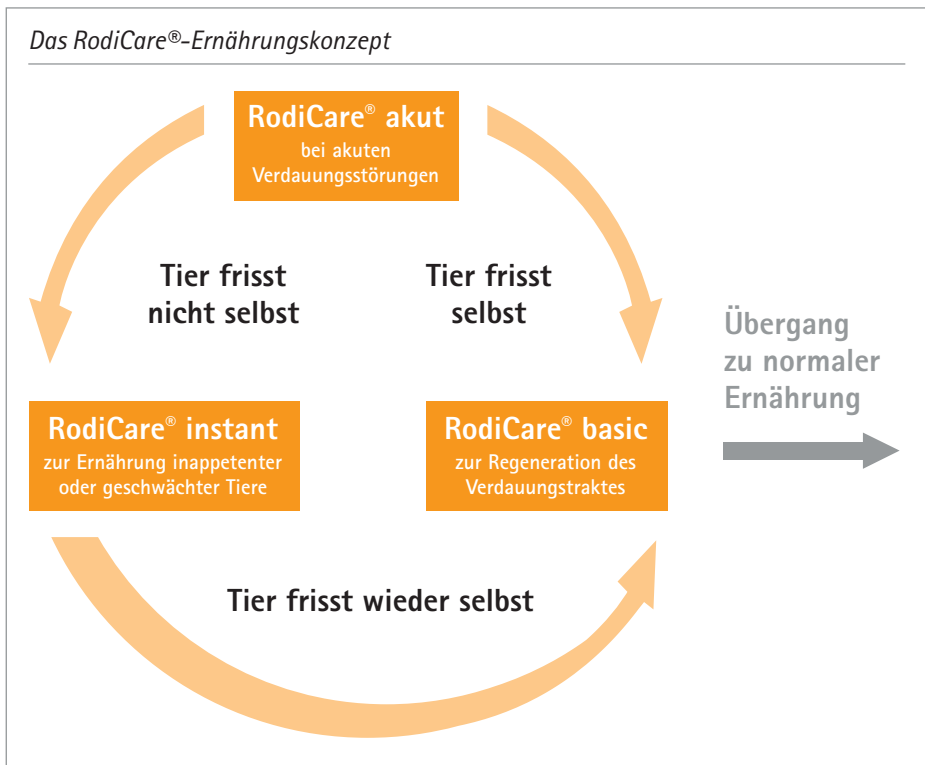 Das RodiCare®-Ernährungskonzept
RodiCare® akut
bei akuten
Verdauungsstörungen
Tier frisst
nicht selbst
Tier frisst
selbst
Übergang
zu normaler
Ernährung
RodiCare® instant
zur Ernährung inappetenter
oder geschwächter Tiere
RodiCare® basic
zur Regeneration des
Verdauungstraktes
Tier frisst wieder selbst